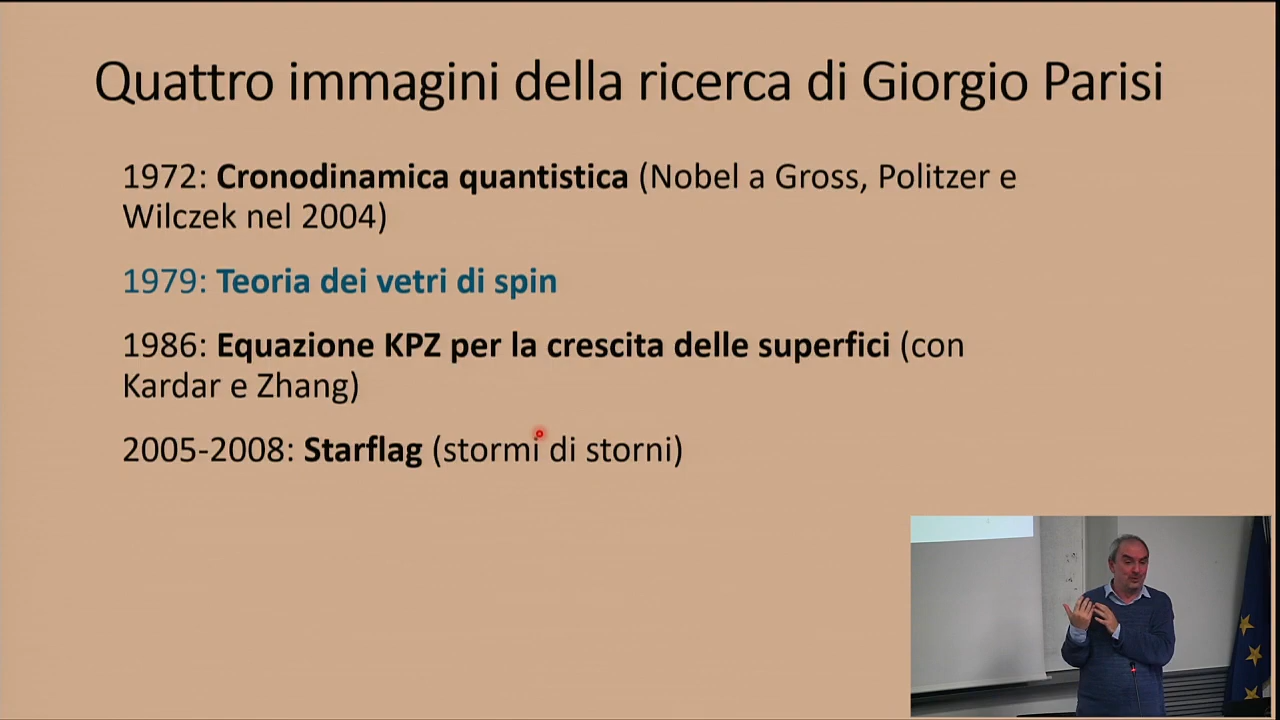 Quattro immagini della ricerca di Giorgio Parisi
1972: Cronodinamica quantistica (Nobel a Gross, Politzer e
Wilczek nel 2004)
1979: Teoria dei vetri di spin
1986: Equazione KPZ per la crescita delle superfici (con
Kardar e Zhang)
2005-2008: Starflag (stormi di storni)